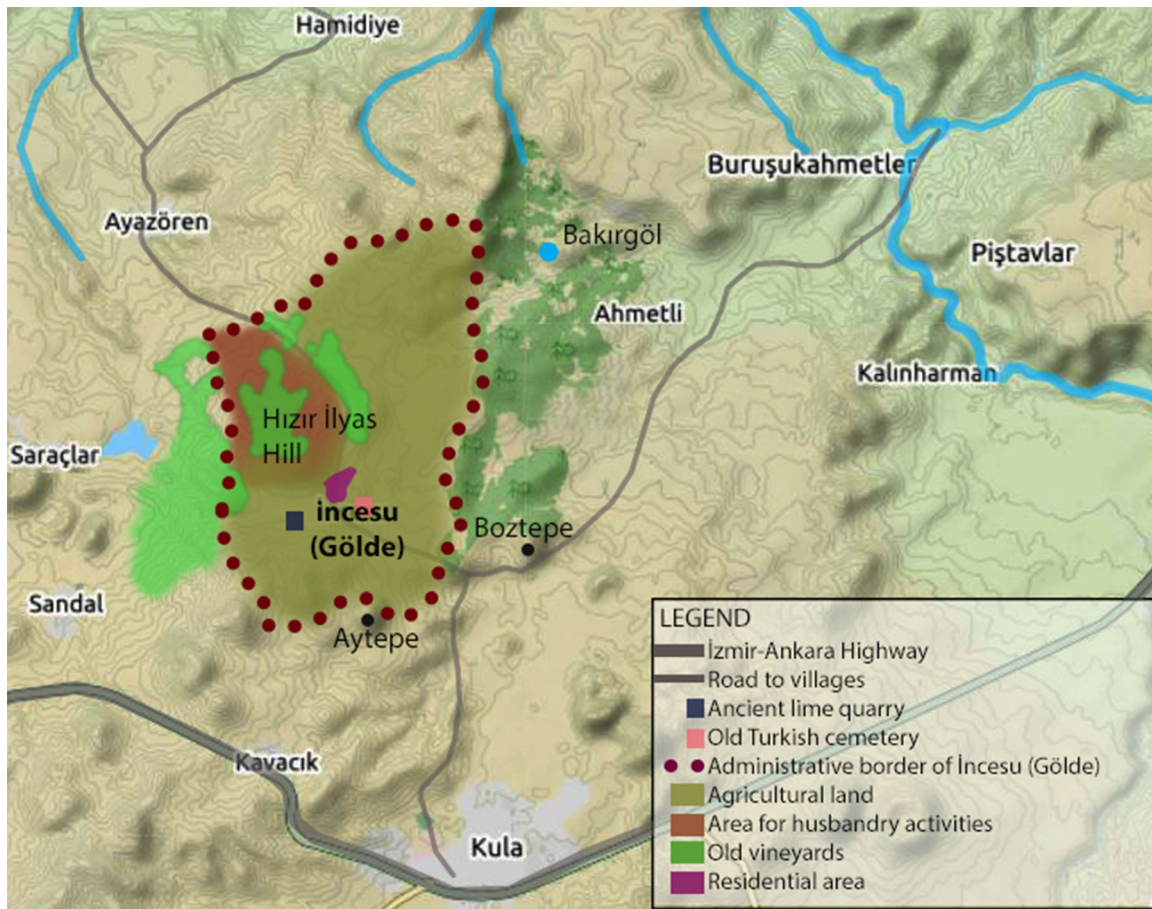 Hamidiye
Buruşukahmetler
Ayazören
Bakırgöl
Piştavlar
Ahmetli
Kalınharman
Hızır İlyas
Hill
Saraçlar
incesu
(Gölde)
Boztepe
Sandal
Aytepe
Kavacık
Kula
LEGEND
İzmir-Ankara Highway
Road to villages
Ancient lime quarry
Old Turkish cemetery
Administrative border of İncesu (Gölde)
Agricultural land
Area for husbandry activities
Old vineyards
Residential area